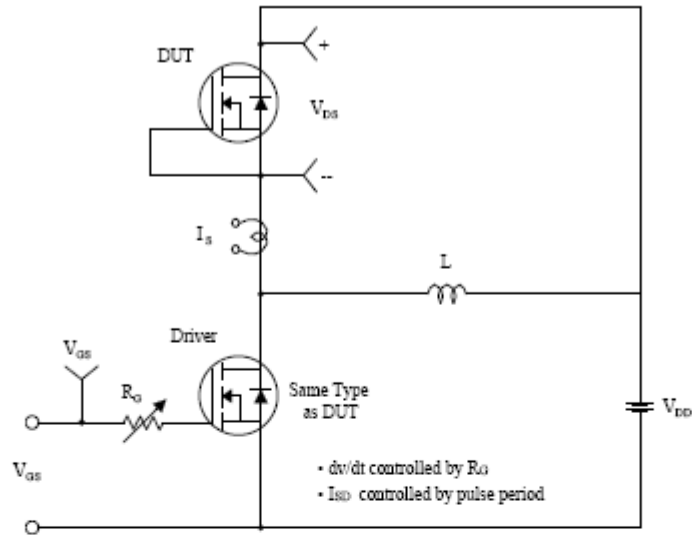 DUT
+
VDS
--
IS
L
Driver
VGS
RG
Same Type
as DUT
VDD
VGS
• dv/dt controlled by RG
• ISD controlled by pulse period